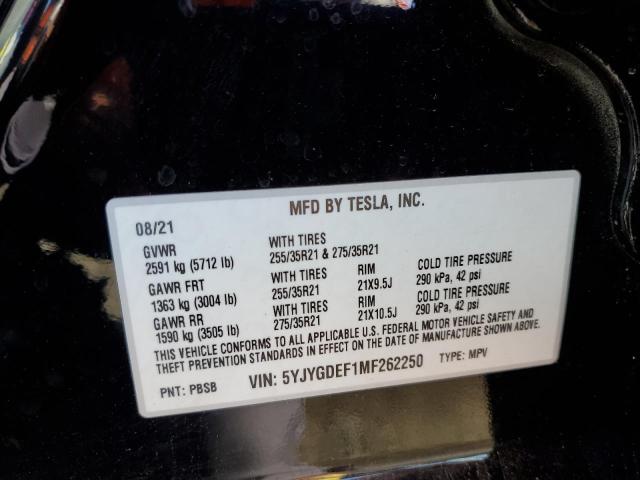 MFD BY TESLA, INC.
08/21
GVWR
2591 kg (5712 lb)
WITH TIRES
255/35R21 & 275/35R21
GAWR FRT
1363 kg (3004 lb)
WITH TIRES
255/35R21
RIM
21X9.5J
COLD TIRE PRESSURE
290 kPa, 42 psi
GAWR RR
1590 kg (3505 lb)
WITH TIRES
275/35R21
RIM
21X10.5J
COLD TIRE PRESSURE
290 kPa, 42 psi
THIS VEHICLE CONFORMS TO ALL APPLICABLE U.S. FEDERAL MOTOR VEHICLE SAFETY AND
THEFT PREVENTION STANDARDS IN EFFECT ON THE DATE OF MANUFACTURE SHOWN ABOVE.
PNT: PBSB
VIN: 5YJYGDEF1MF262250
TYPE: MPV